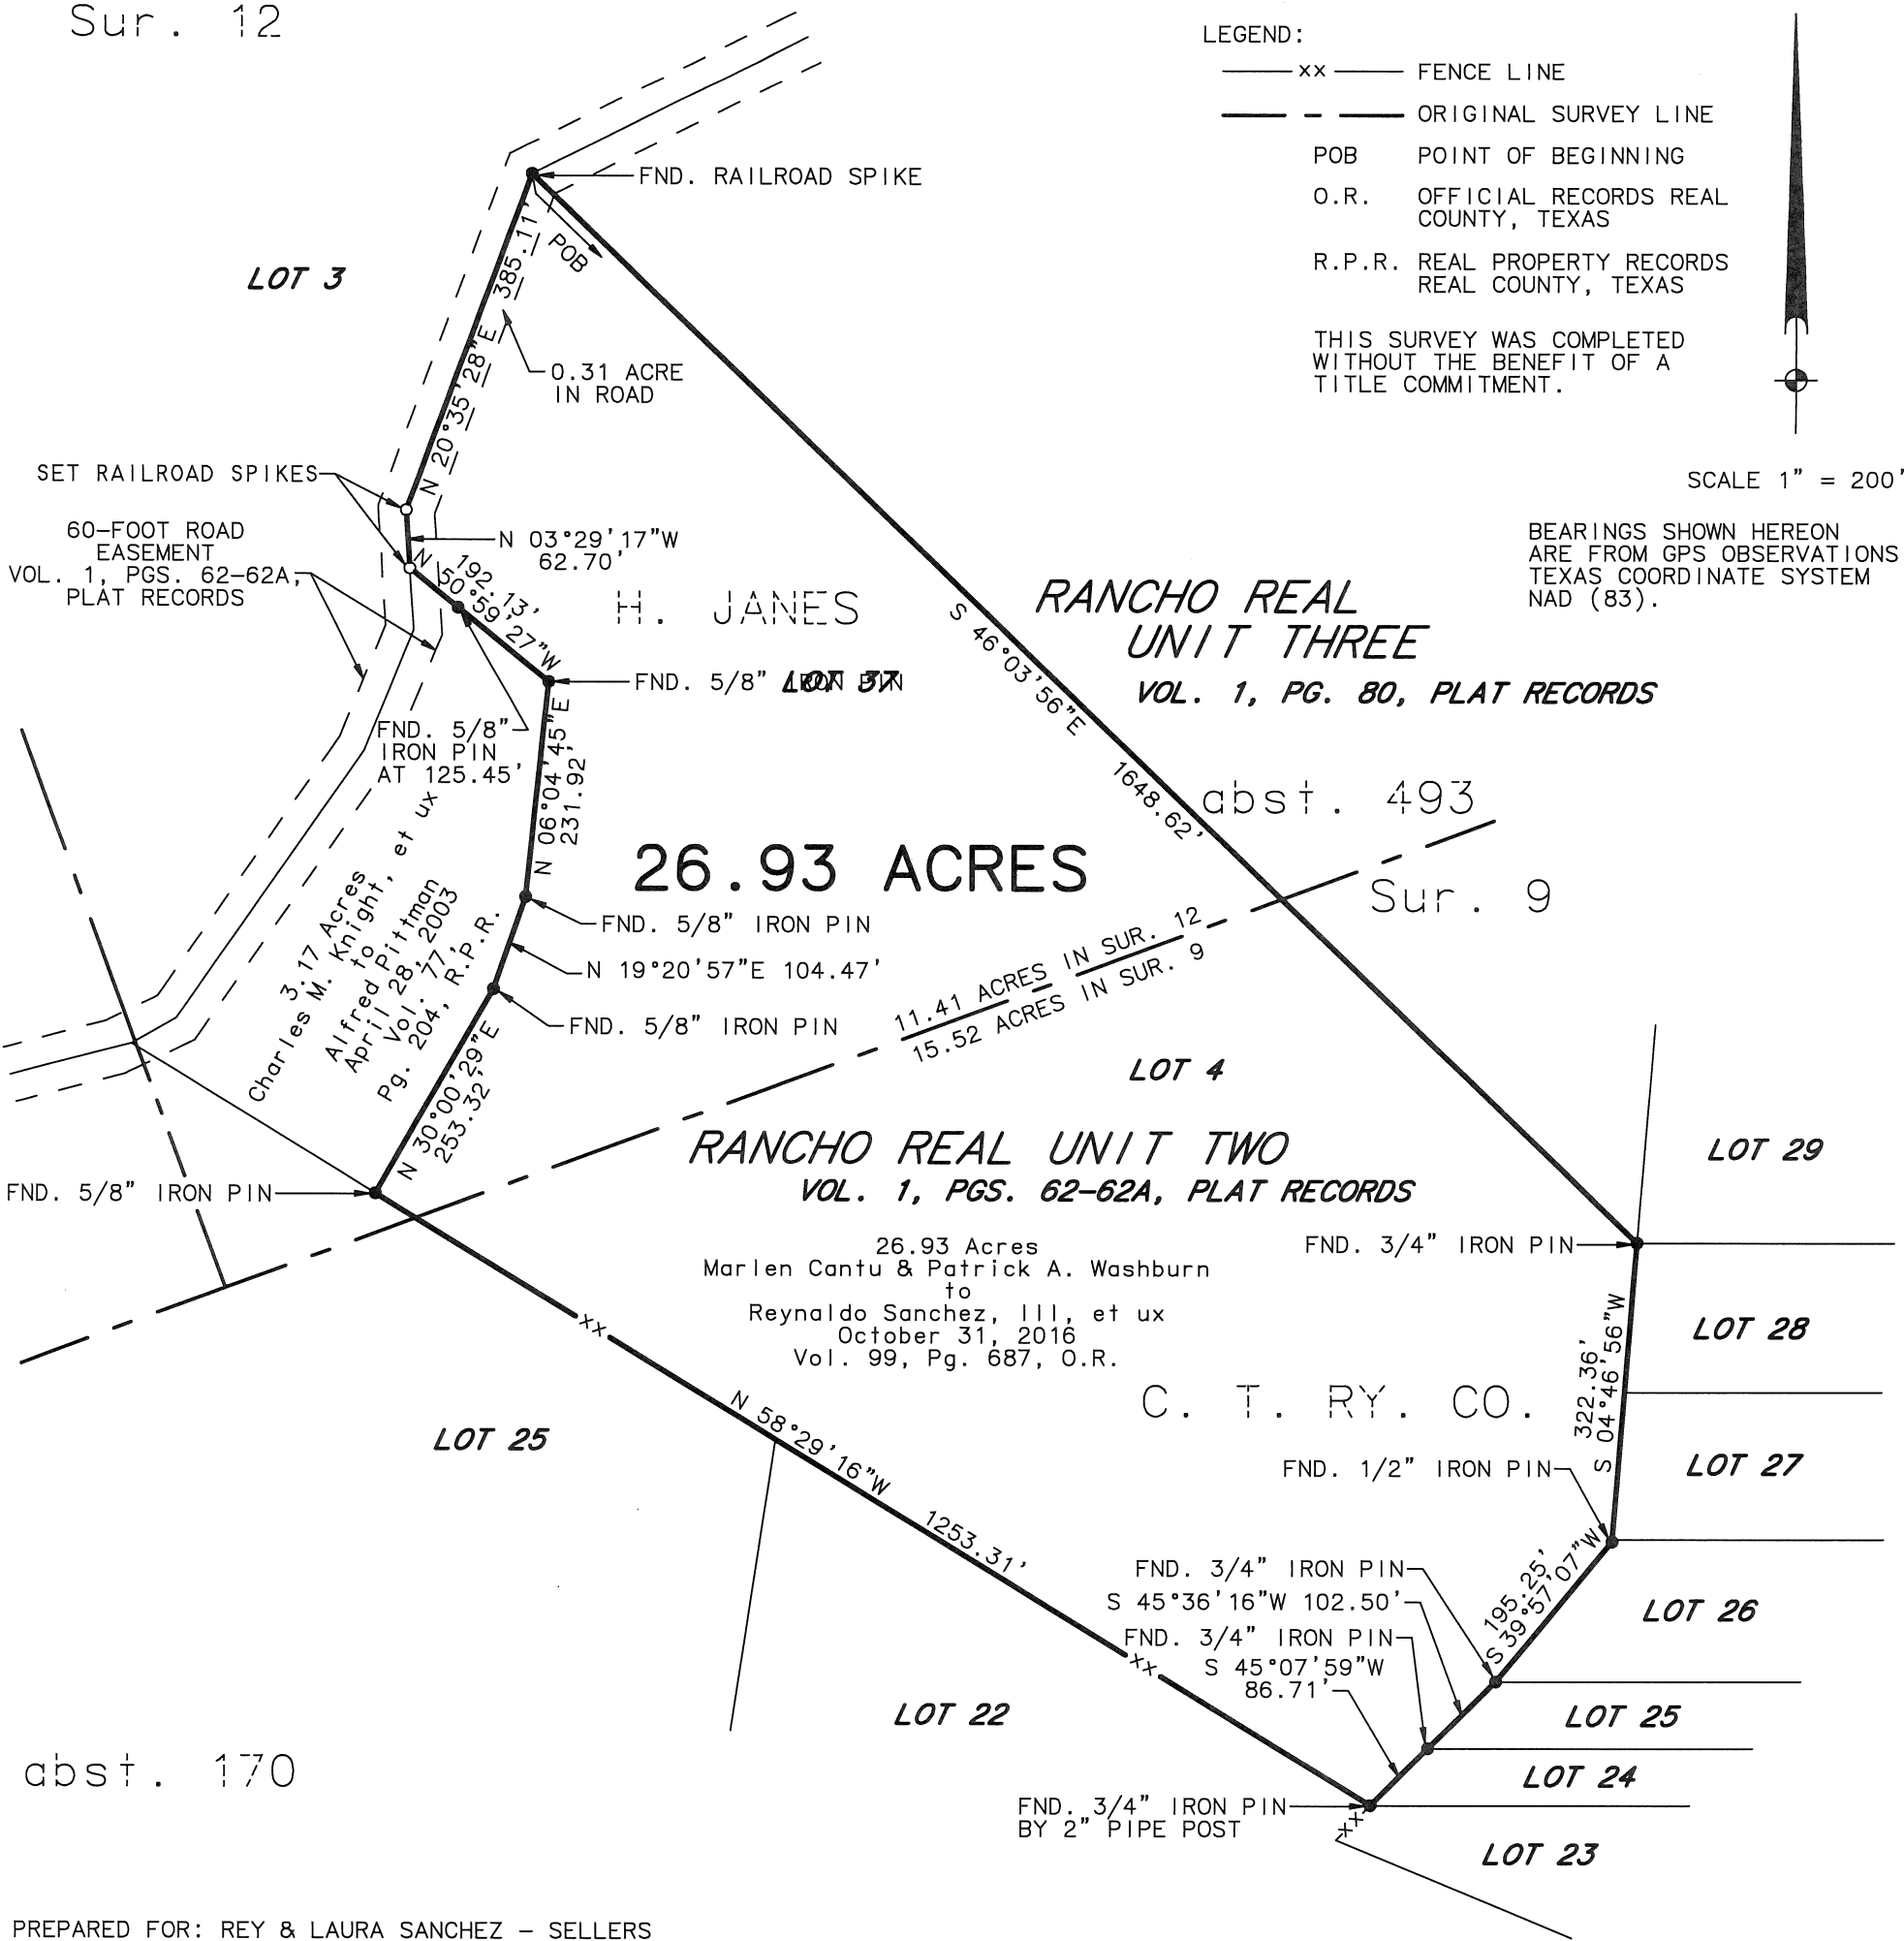 Sur. 12
LEGEND:
xx FENCE LINE
ORIGINAL SURVEY LINE
POB POINT OF BEGINNING
O.R. OFFICIAL RECORDS REAL
COUNTY, TEXAS
R.P.R. REAL PROPERTY RECORDS
REAL COUNTY, TEXAS
THIS SURVEY WAS COMPLETED
WITHOUT THE BENEFIT OF A
TITLE COMMITMENT.
SCALE 1" = 200'
BEARINGS SHOWN HEREON
ARE FROM GPS OBSERVATIONS
TEXAS COORDINATE SYSTEM
NAD (83).
FND. RAILROAD SPIKE
POB
LOT 3
N 20°35'28"E 385.11'
0.31 ACRE
IN ROAD
SET RAILROAD SPIKES
60-FOOT ROAD
EASEMENT
VOL. 1, PGS. 62-62A,
PLAT RECORDS
N 03°29'17"W
62.70'
192.13'
N 50°59'27"W
H. JANES
FND. 5/8" IRON PIN
LOT 37
RANCHO REAL
UNIT THREE
VOL. 1, PG. 80, PLAT RECORDS
S 46°03'56"E
1648.62'
FND. 5/8"
IRON PIN
AT 125.45'
N 06°04'45"E
231.92'
abst. 493
Sur. 9
26.93 ACRES
3.17 Acres
Charles M. Knight, et ux
to
Alfred Pittman
April 28, 2003
Vol. 77,
Pg. 204, R.P.R.
FND. 5/8" IRON PIN
N 19°20'57"E 104.47'
FND. 5/8" IRON PIN
11.41 ACRES IN SUR. 12
15.52 ACRES IN SUR. 9
N 30°00'29"E
253.32'
LOT 4
RANCHO REAL UNIT TWO
VOL. 1, PGS. 62-62A, PLAT RECORDS
LOT 29
FND. 5/8" IRON PIN
26.93 Acres
Marlen Cantu & Patrick A. Washburn
to
Reynaldo Sanchez, III, et ux
October 31, 2016
Vol. 99, Pg. 687, O.R.
FND. 3/4" IRON PIN
xx
LOT 28
322.36'
S 04°46'56"W
C. T. RY. CO.
N 58°29'16"W
1253.31'
LOT 25
FND. 1/2" IRON PIN
LOT 27
195.25'
S 39°57'07"W
FND. 3/4" IRON PIN
S 45°36'16"W 102.50'
FND. 3/4" IRON PIN
S 45°07'59"W
86.71'
LOT 26
xx
LOT 22
LOT 25
LOT 24
abst. 170
FND. 3/4" IRON PIN
BY 2" PIPE POST
xx
LOT 23
PREPARED FOR: REY & LAURA SANCHEZ - SELLERS